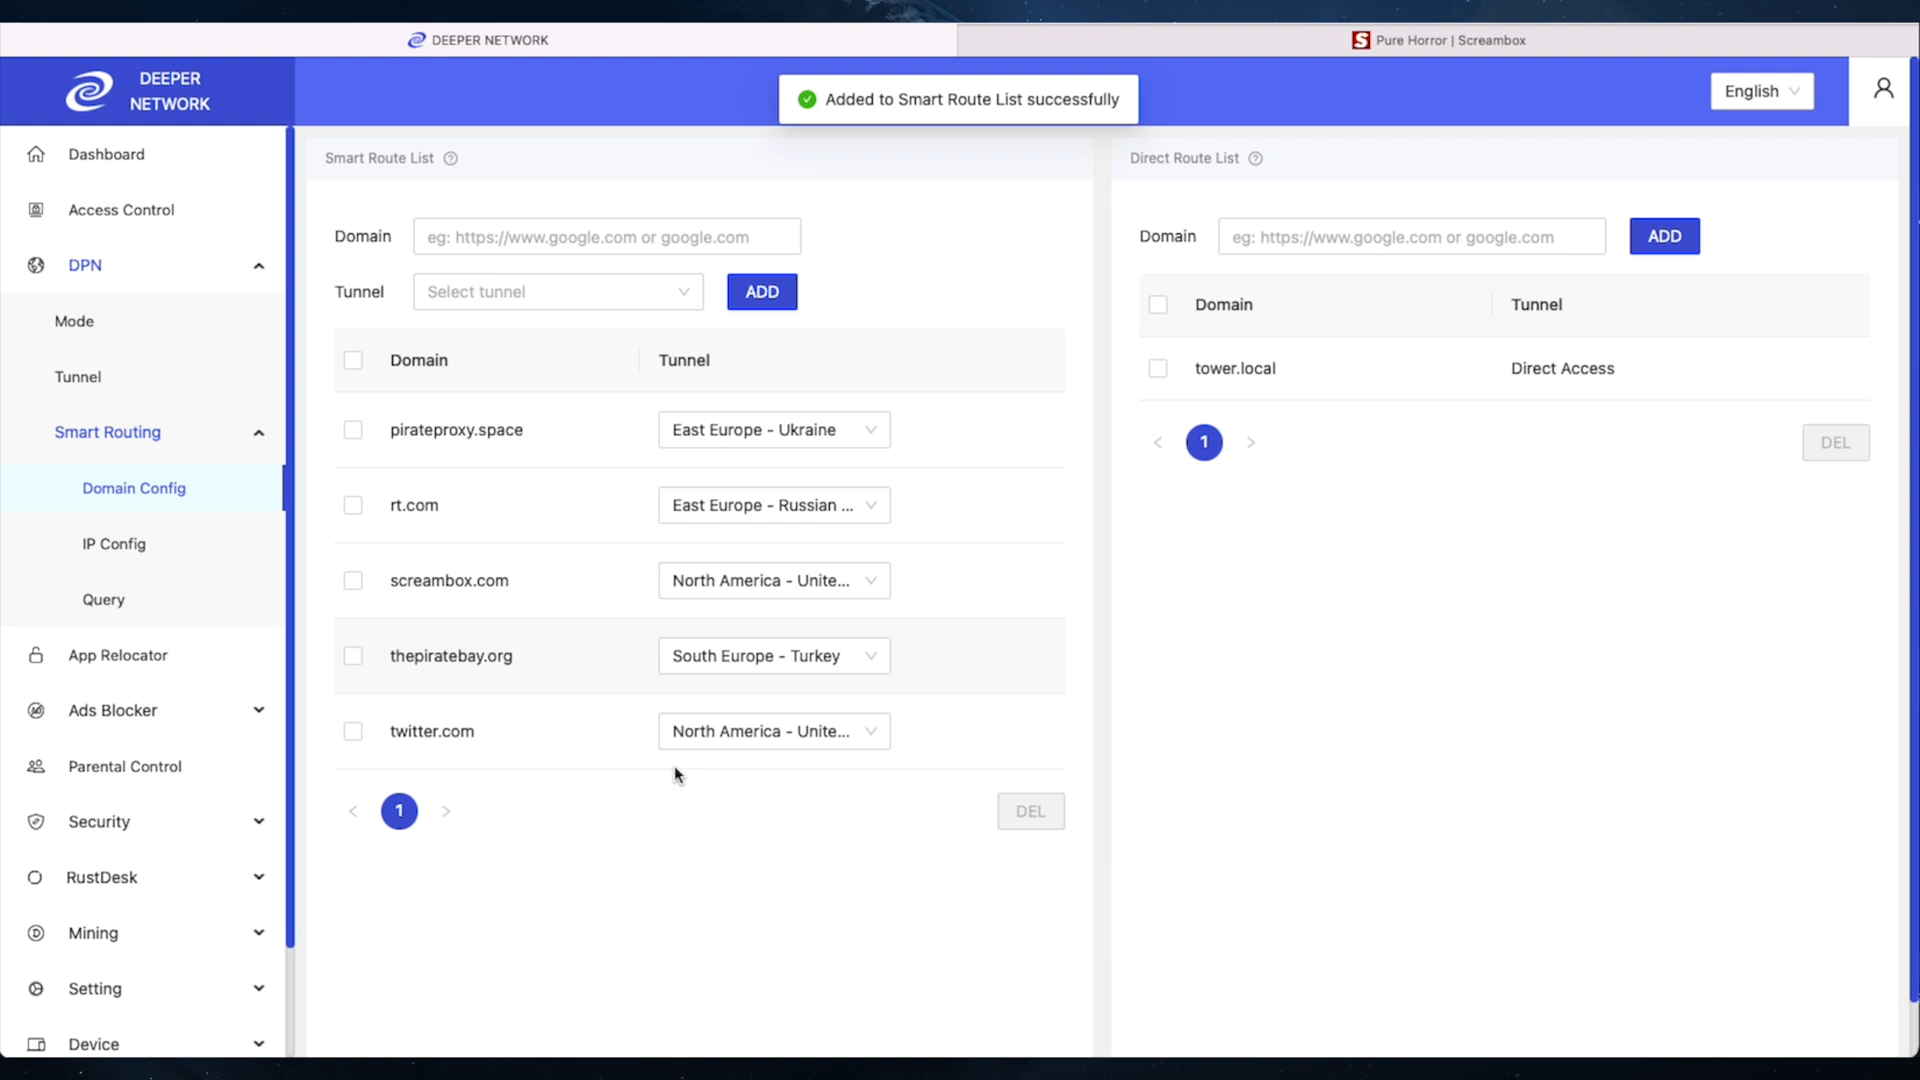 DEEPER NETWORK
Pure Horror | Screambox
DEEPER
NETWORK
Added to Smart Route List successfully
English
Dashboard
Access Control
DPN
Mode
Tunnel
Smart Routing
Domain Config
IP Config
Query
App Relocator
Ads Blocker
Parental Control
Security
RustDesk
Mining
Setting
Device
Smart Route List
Domain eg: https://www.google.com or google.com
Tunnel Select tunnel ADD
Domain Tunnel
pirateproxy.space East Europe - Ukraine
rt.com East Europe - Russian ...
screambox.com North America - Unite...
thepiratebay.org South Europe - Turkey
twitter.com North America - Unite...
< 1 > DEL
Direct Route List
Domain eg: https://www.google.com or google.com ADD
Domain Tunnel
tower.local Direct Access
< 1 > DEL